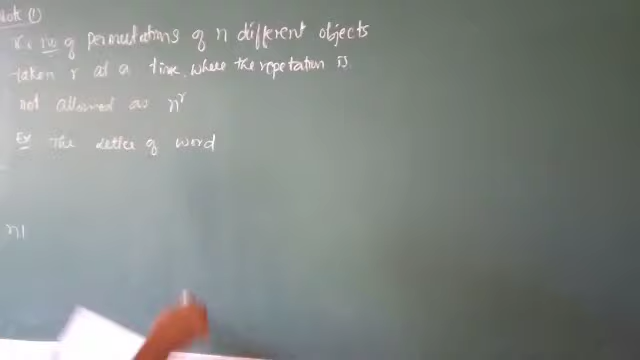 Note (1)
The no of permutations of n different objects
taken r at a time, where the repetation is
not allowed as n^r
Ex The letter of word
n!